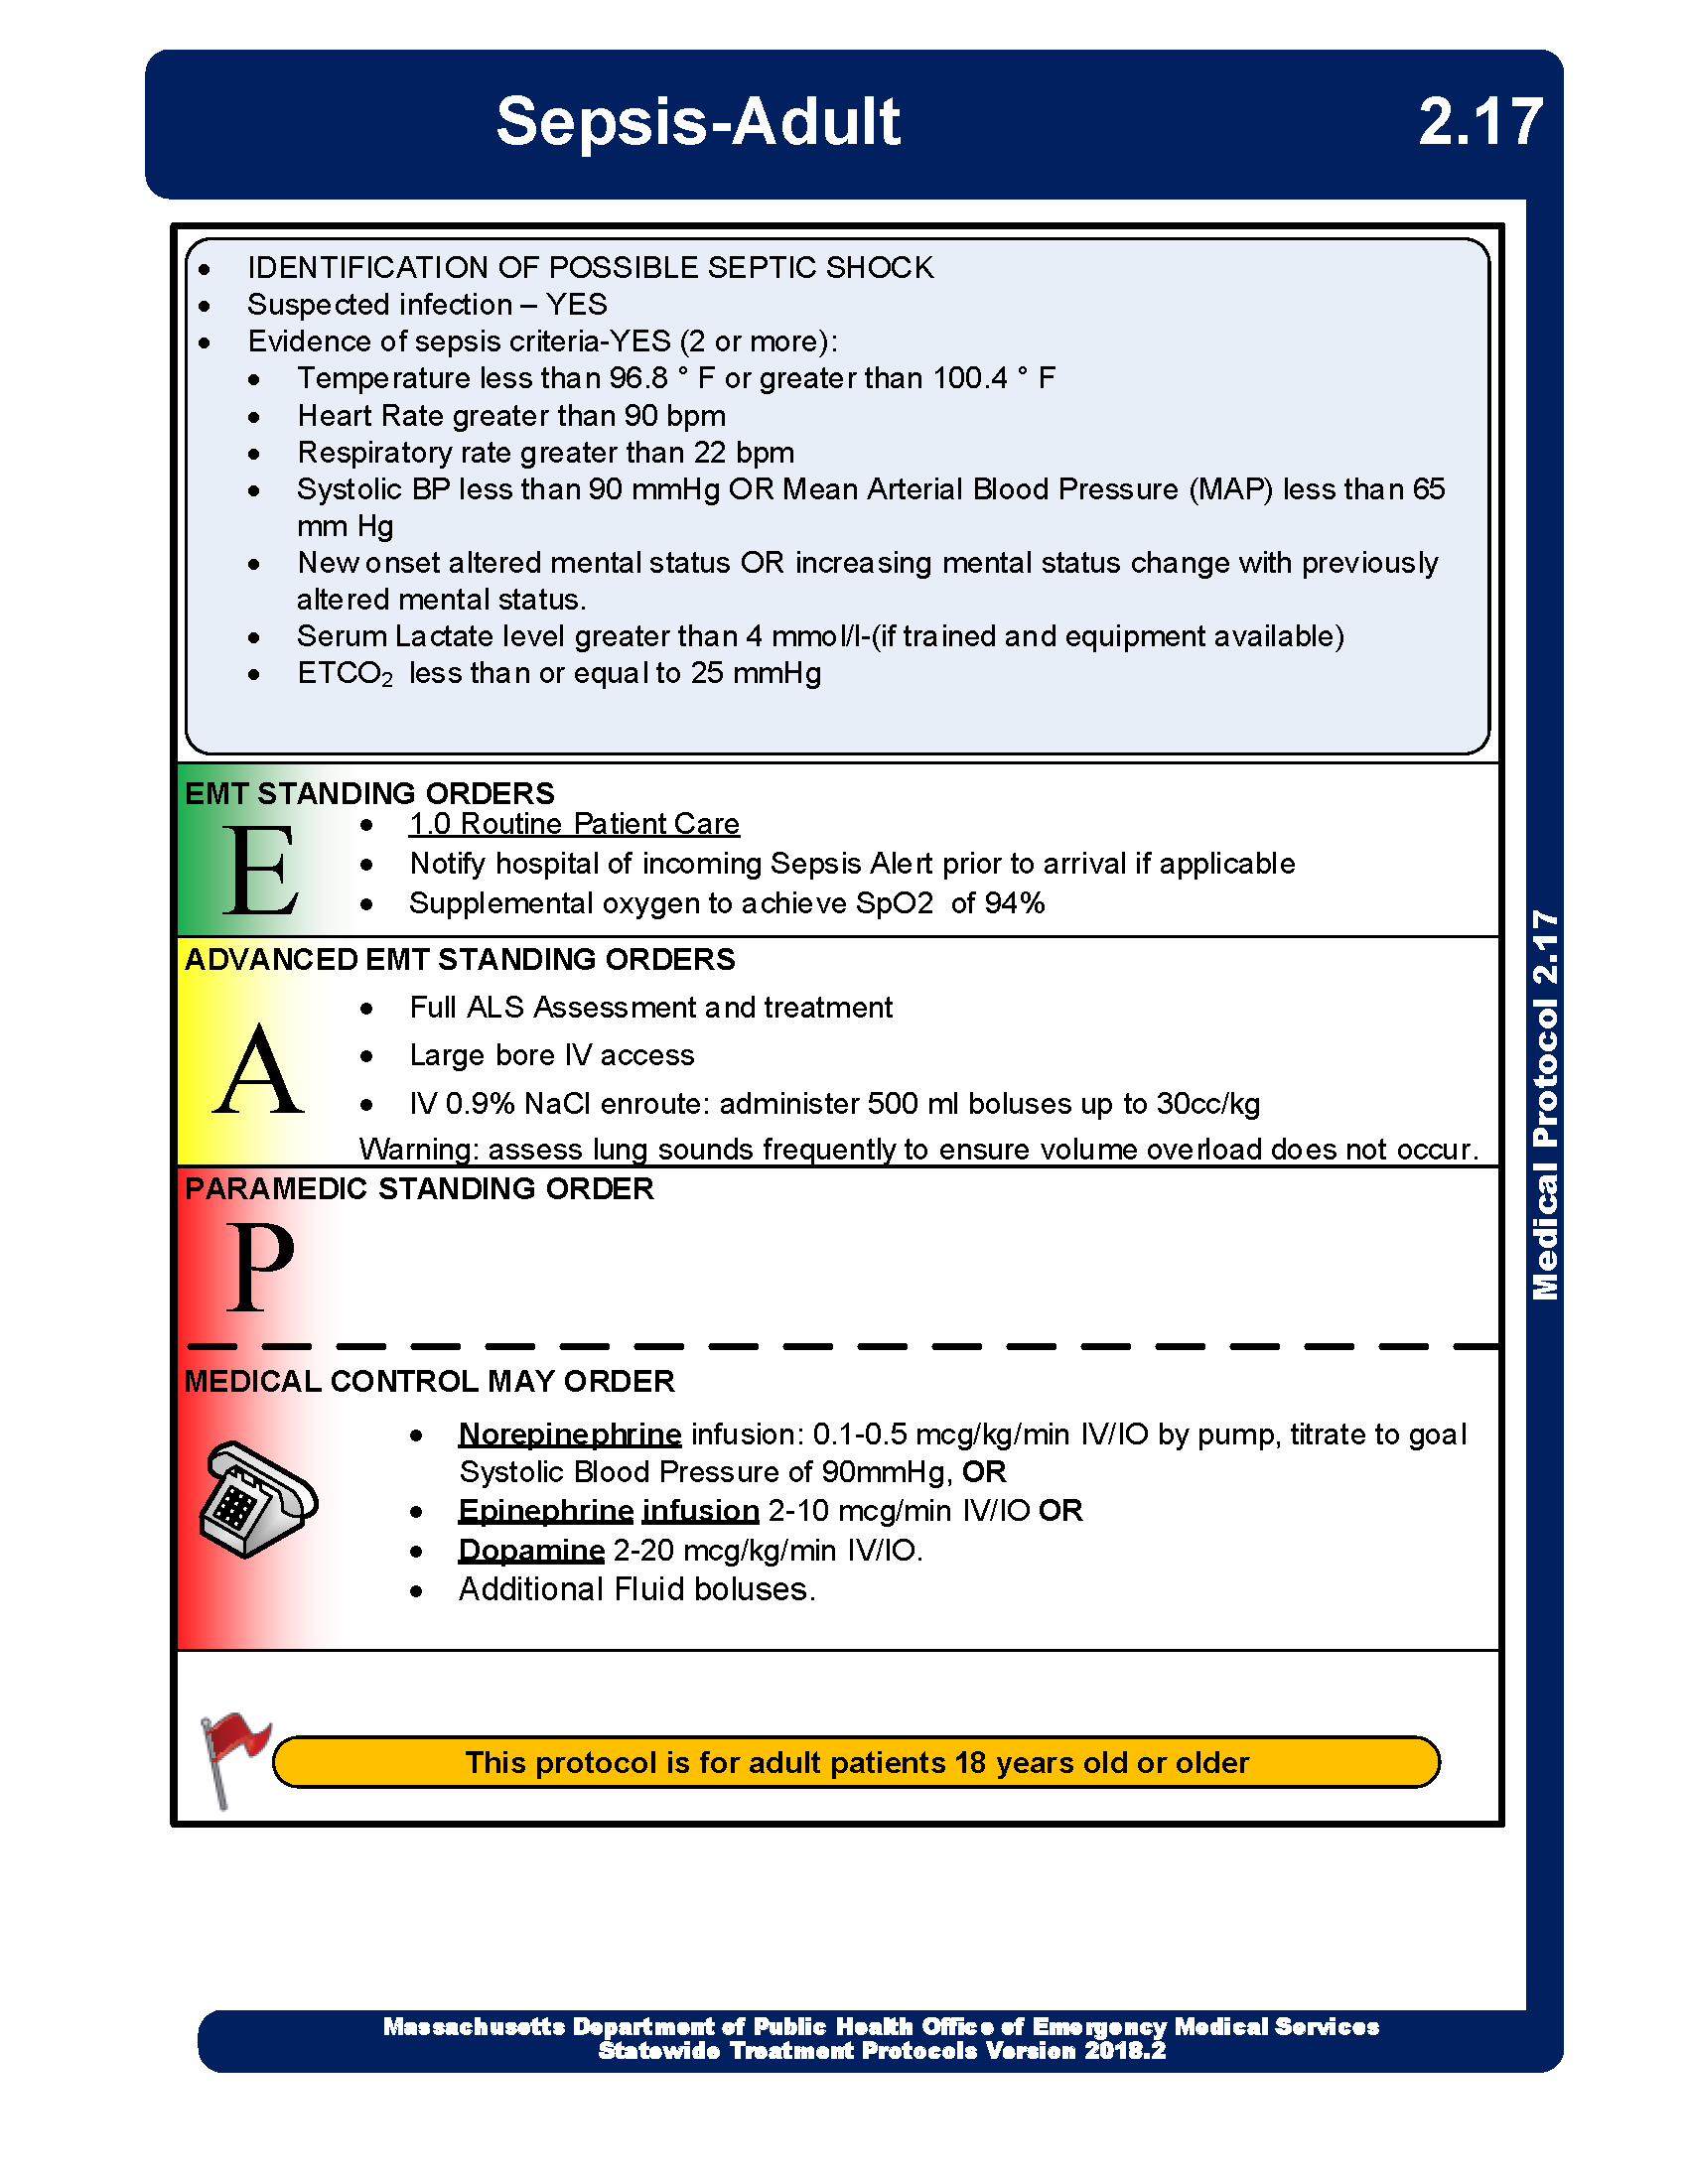 Sepsis-Adult 2.17
• IDENTIFICATION OF POSSIBLE SEPTIC SHOCK
• Suspected infection – YES
• Evidence of sepsis criteria-YES (2 or more):
• Temperature less than 96.8 ° F or greater than 100.4 ° F
• Heart Rate greater than 90 bpm
• Respiratory rate greater than 22 bpm
• Systolic BP less than 90 mmHg OR Mean Arterial Blood Pressure (MAP) less than 65
mm Hg
• New onset altered mental status OR increasing mental status change with previously
altered mental status.
• Serum Lactate level greater than 4 mmol/l-(if trained and equipment available)
• ETCO₂ less than or equal to 25 mmHg
EMT STANDING ORDERS
E
• 1.0 Routine Patient Care
• Notify hospital of incoming Sepsis Alert prior to arrival if applicable
• Supplemental oxygen to achieve SpO2 of 94%
ADVANCED EMT STANDING ORDERS
A
• Full ALS Assessment and treatment
• Large bore IV access
• IV 0.9% NaCl enroute: administer 500 ml boluses up to 30cc/kg
Warning: assess lung sounds frequently to ensure volume overload does not occur.
PARAMEDIC STANDING ORDER
P
MEDICAL CONTROL MAY ORDER
• Norepinephrine infusion: 0.1-0.5 mcg/kg/min IV/IO by pump, titrate to goal
Systolic Blood Pressure of 90mmHg, OR
• Epinephrine infusion 2-10 mcg/min IV/IO OR
• Dopamine 2-20 mcg/kg/min IV/IO.
• Additional Fluid boluses.
This protocol is for adult patients 18 years old or older
Medical Protocol 2.17
Massachusetts Department of Public Health Office of Emergency Medical Services
Statewide Treatment Protocols Version 2018.2